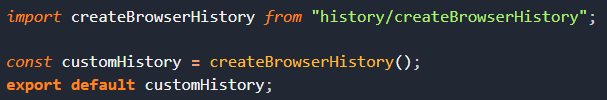 import createBrowserHistory from "history/createBrowserHistory";
const customHistory = createBrowserHistory();
export default customHistory;